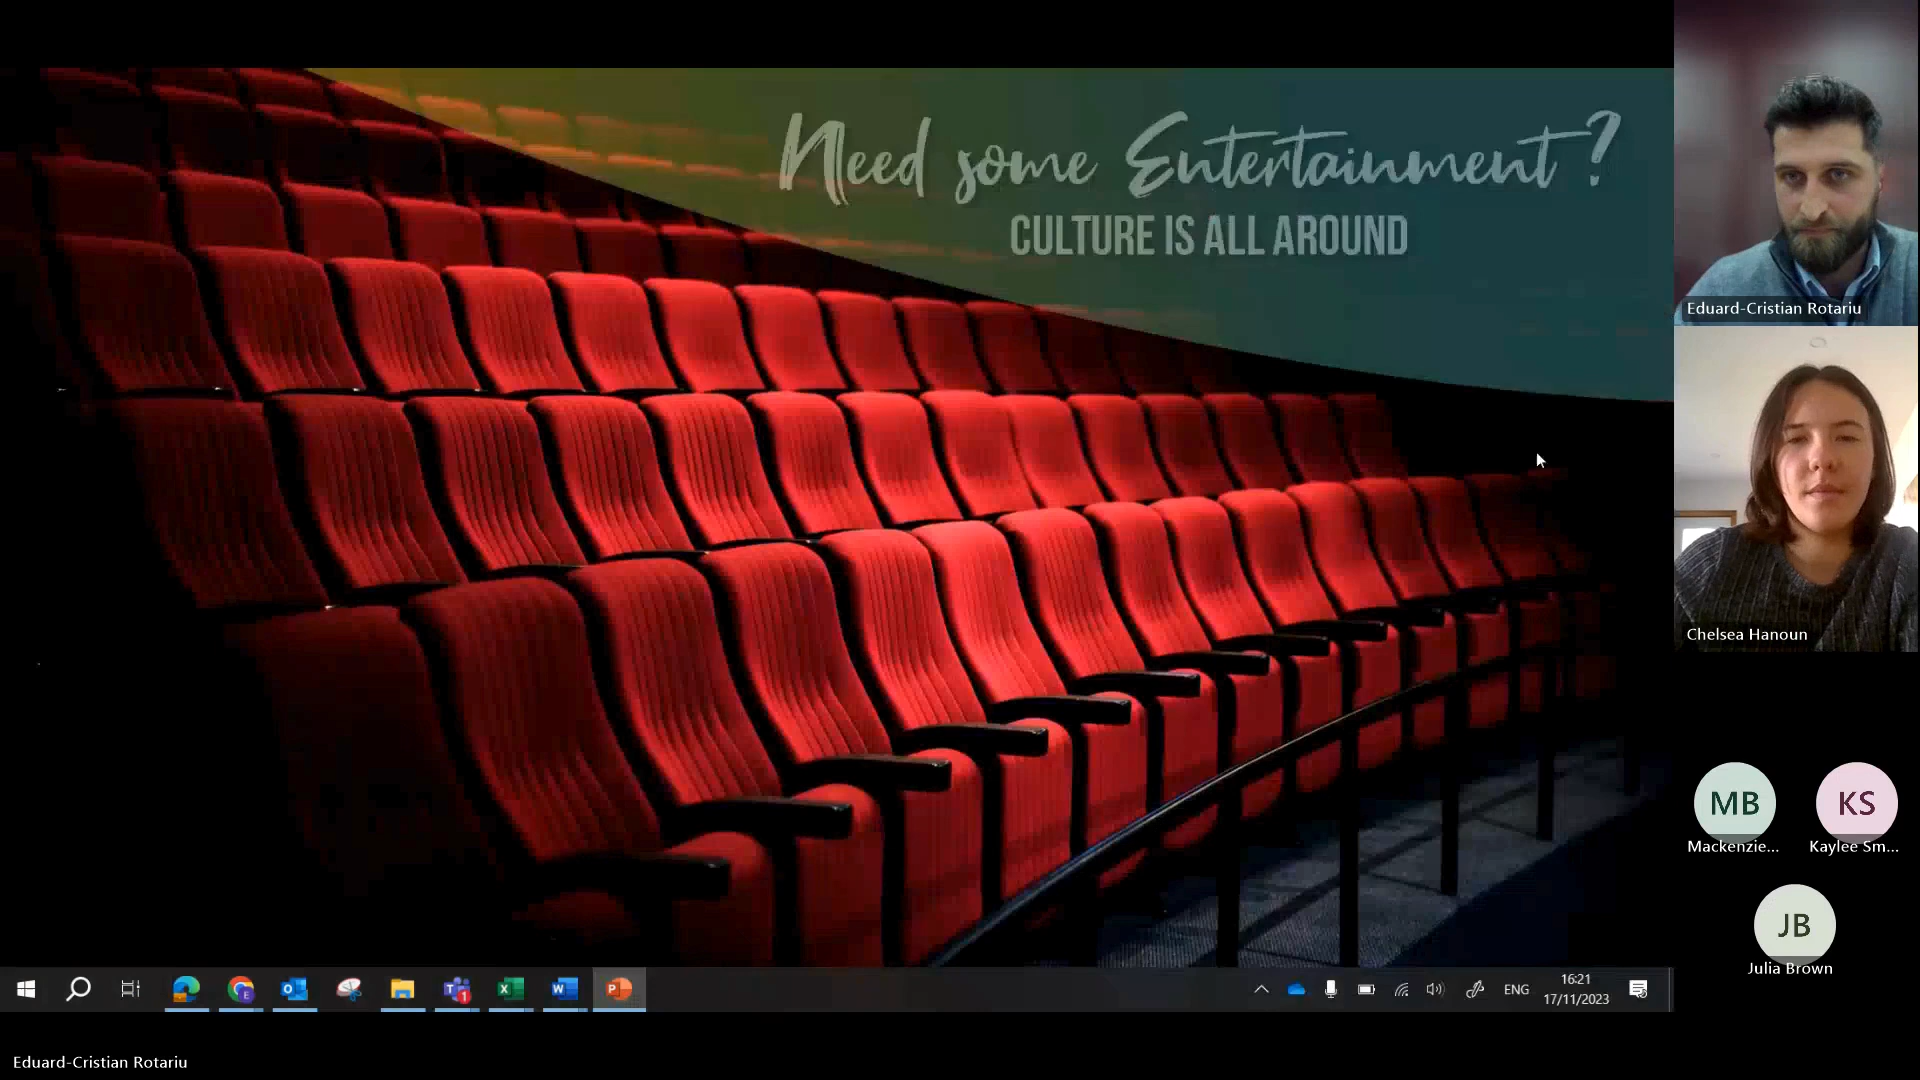 Need some Entertainment?
CULTURE IS ALL AROUND
Eduard-Cristian Rotariu
Chelsea Hanoun
MB
KS
Mackenzie...
Kaylee Sm...
JB
Julia Brown
ENG
16:21
17/11/2023
Eduard-Cristian Rotariu